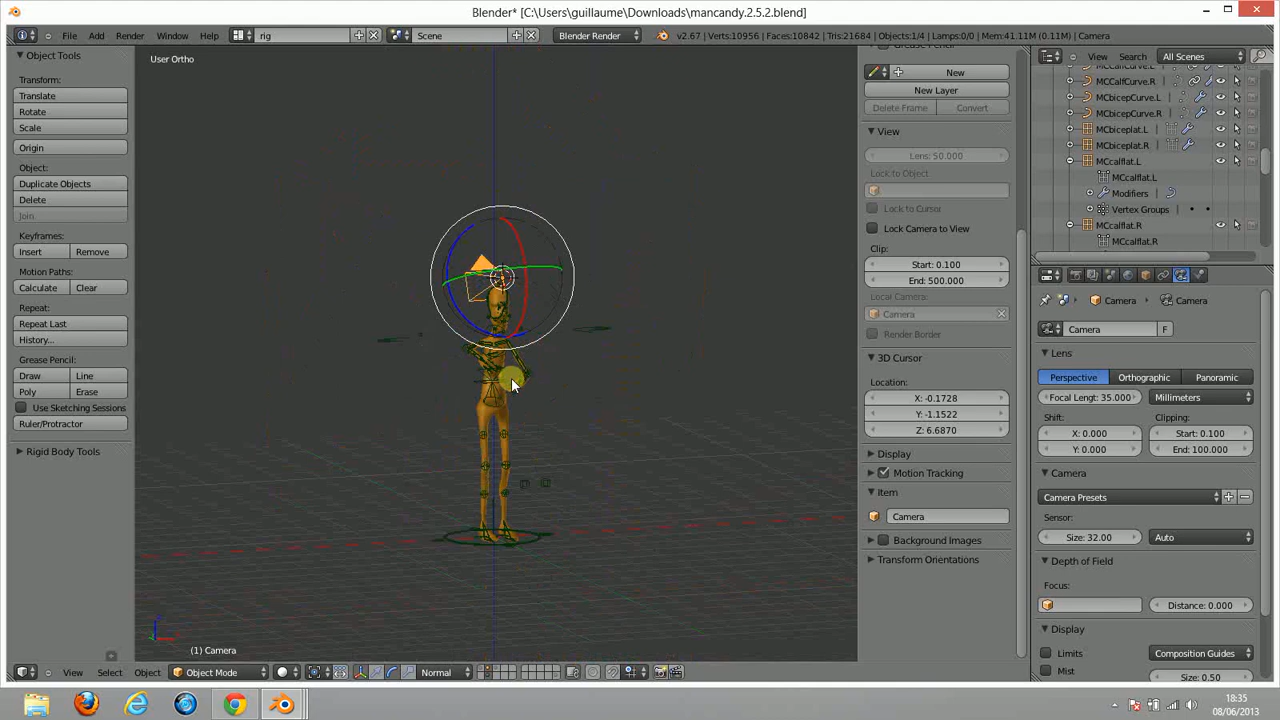 Blender* [C:\Users\guillaume\Downloads\mancandy.2.5.2.blend]
File Add Render Window Help rig Scene Blender Render v2.67 | Verts:10956 | Faces:10842 | Tris:21684 | Objects:1/4 | Lamps:0/0 | Mem:41.11M (0.11M) | Camera
Object Tools
Transform:
Translate
Rotate
Scale
Origin
Object:
Duplicate Objects
Delete
Join
Keyframes:
Insert Remove
Motion Paths:
Calculate Clear
Repeat:
Repeat Last
History...
Grease Pencil:
Draw Line
Poly Erase
Use Sketching Sessions
Ruler/Protractor
Rigid Body Tools
User Ortho
(1) Camera
View Select Object Object Mode Normal
New
New Layer
Delete Frame Convert
View
Lens: 50.000
Lock to Object:
Lock to Cursor
Lock Camera to View
Clip:
Start: 0.100
End: 500.000
Local Camera:
Camera
Render Border
3D Cursor
Location:
X: -0.1728
Y: -1.1522
Z: 6.6870
Display
Motion Tracking
Item
Camera
Background Images
Transform Orientations
View Search All Scenes
MCCalfCurve.R
MCbicepCurve.L
MCbicepCurve.R
MCbiceplat.L
MCbiceplat.R
MCcalflat.L
MCcalflat.L
Modifiers
Vertex Groups
MCcalflat.R
MCcalflat.R
Camera Camera
Camera F
Lens
Perspective Orthographic Panoramic
Focal Lengt: 35.000 Millimeters
Shift: Clipping:
X: 0.000 Start: 0.100
Y: 0.000 End: 100.000
Camera
Camera Presets
Sensor:
Size: 32.00 Auto
Depth of Field
Focus:
Distance: 0.000
Display
Limits Composition Guides
Mist Size: 0.50
18:35
08/06/2013